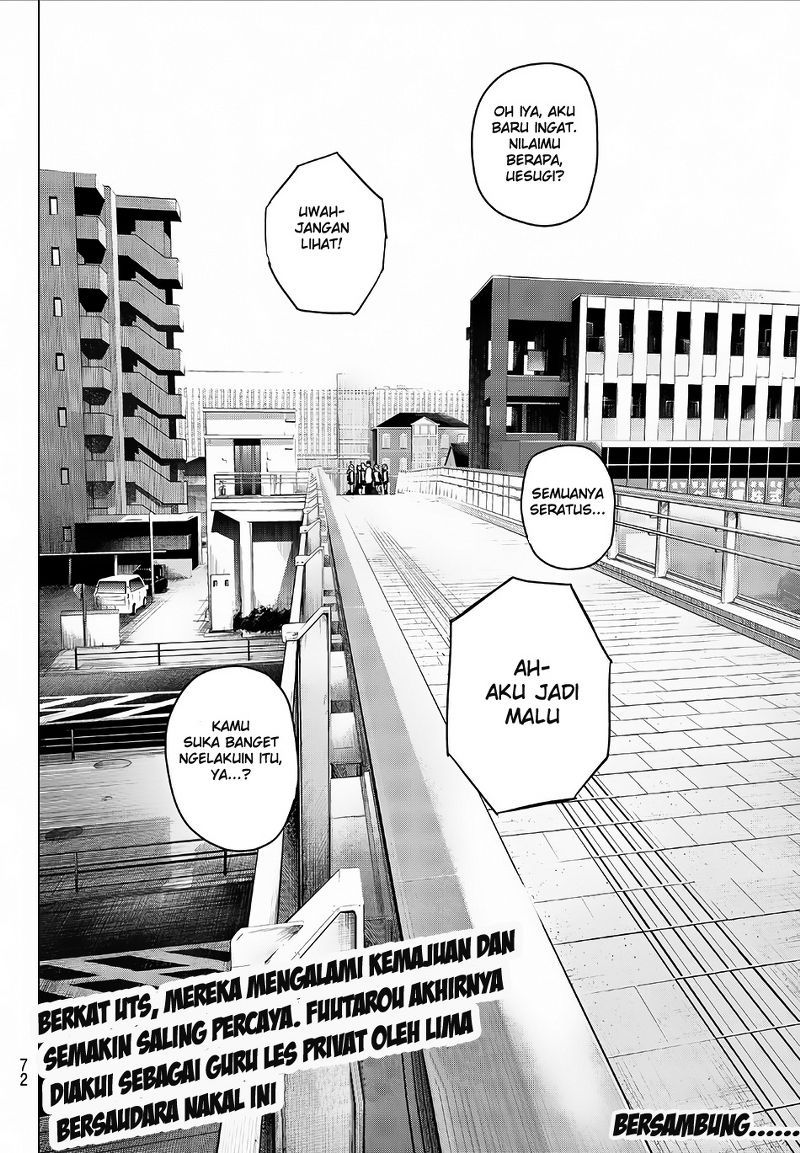 OH IYA, AKU
BARU INGAT.
NILAIMU
BERAPA,
UESUGI?
UWAH-
JANGAN
LIHAT!
SEMUANYA
SERATUS...
AH-
AKU JADI
MALU
KAMU
SUKA BANGET
NGELAKUIN ITU,
YA...?
BERKAT UTS, MEREKA MENGALAMI KEMAJUAN DAN
SEMAKIN SALING PERCAYA. FUUTAROU AKHIRNYA
DIAKUI SEBAGAI GURU LES PRIVAT OLEH LIMA
BERSAUDARA NAKAL INI
72
BERSAMBUNG.......